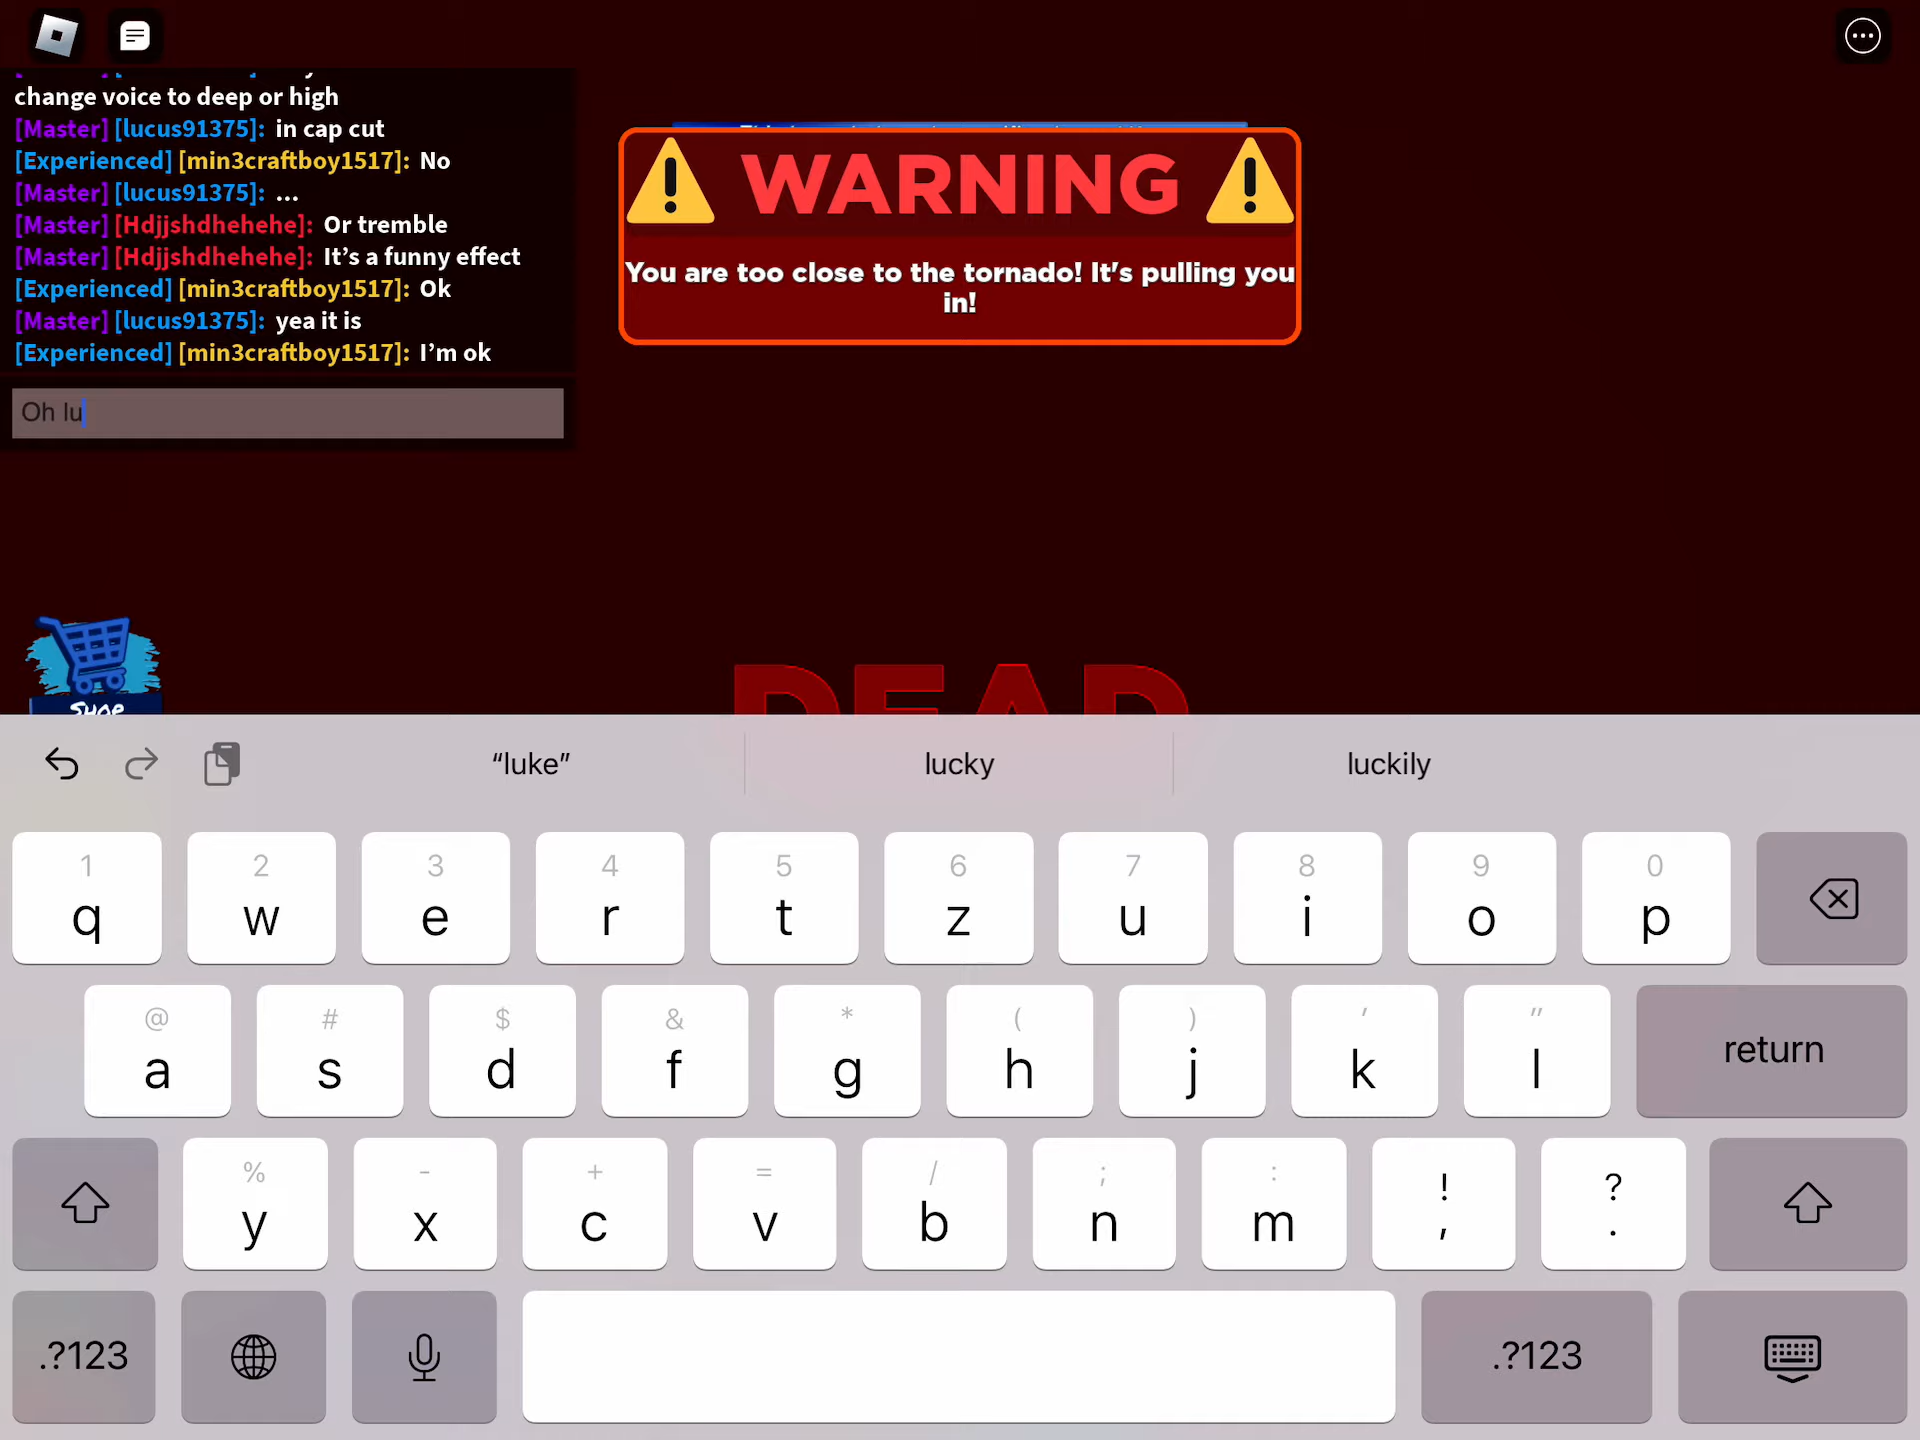 change voice to deep or high
[Master] [lucus91375]: in cap cut
[Experienced] [min3craftboy1517]: No
[Master] [lucus91375]: ...
[Master] [Hdjjshdhehehe]: Or tremble
[Master] [Hdjjshdhehehe]: It’s a funny effect
[Experienced] [min3craftboy1517]: Ok
[Master] [lucus91375]: yea it is
[Experienced] [min3craftboy1517]: I’m ok
Oh lu
WARNING
You are too close to the tornado! It's pulling you
in!
SHOP
DEAD
“luke” lucky luckily
1 2 3 4 5 6 7 8 9 0
q w e r t z u i o p
@ # $ & * ( ) ' "
a s d f g h j k l return
% - + = / ; : ! ?
y x c v b n m , .
.?123 .?123